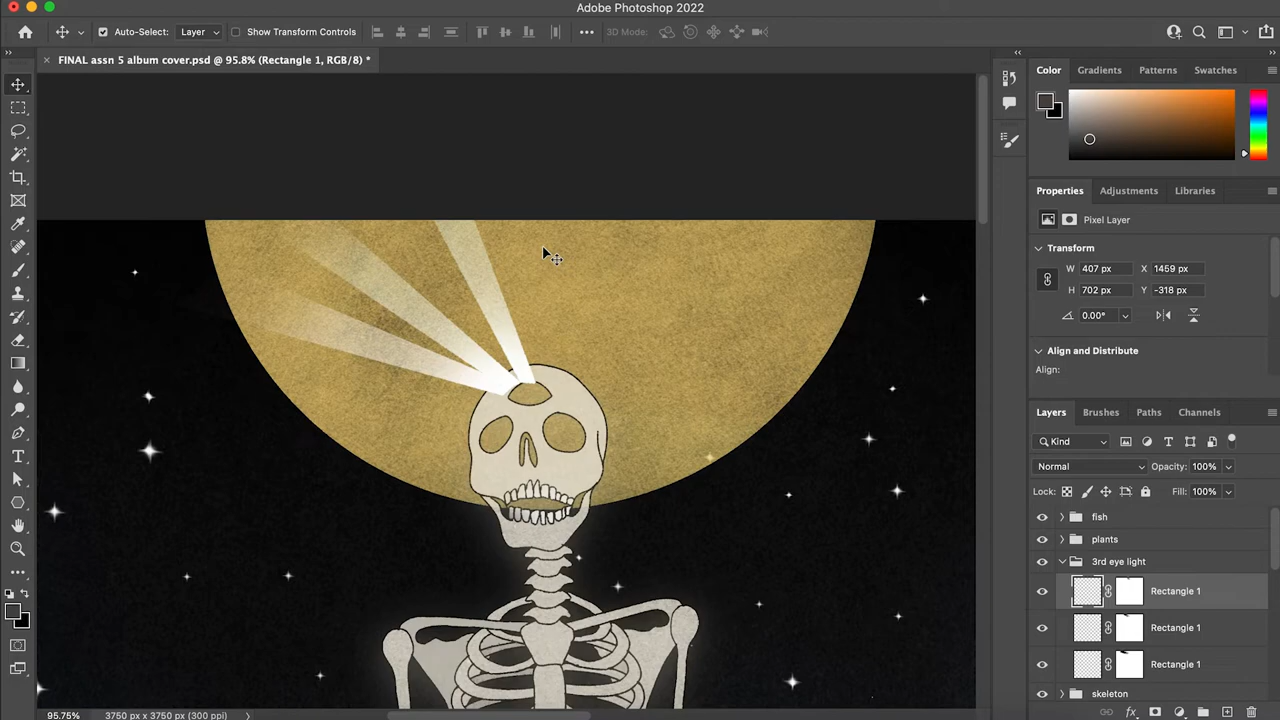 Adobe Photoshop 2022
Auto-Select: Layer Show Transform Controls 3D Mode:
FINAL assn 5 album cover.psd @ 95.8% (Rectangle 1, RGB/8) *
Color Gradients Patterns Swatches
Properties Adjustments Libraries
Pixel Layer
Transform
W 407 px X 1459 px
H 702 px Y -318 px
0.00°
Align and Distribute
Align:
Layers Brushes Paths Channels
Kind
Normal Opacity: 100%
Lock: Fill: 100%
fish
plants
3rd eye light
Rectangle 1
Rectangle 1
Rectangle 1
skeleton
95.75% 3750 px x 3750 px (300 ppi)